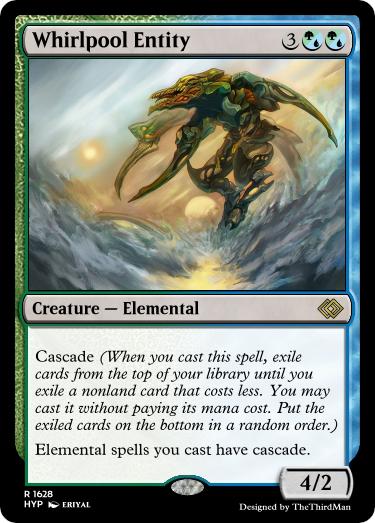 Whirlpool Entity 3
Creature — Elemental
Cascade (When you cast this spell, exile
cards from the top of your library until you
exile a nonland card that costs less. You may
cast it without paying its mana cost. Put the
exiled cards on the bottom in a random order.)
Elemental spells you cast have cascade.
4/2
R 1628
HYP ERIYAL
Designed by TheThirdMan